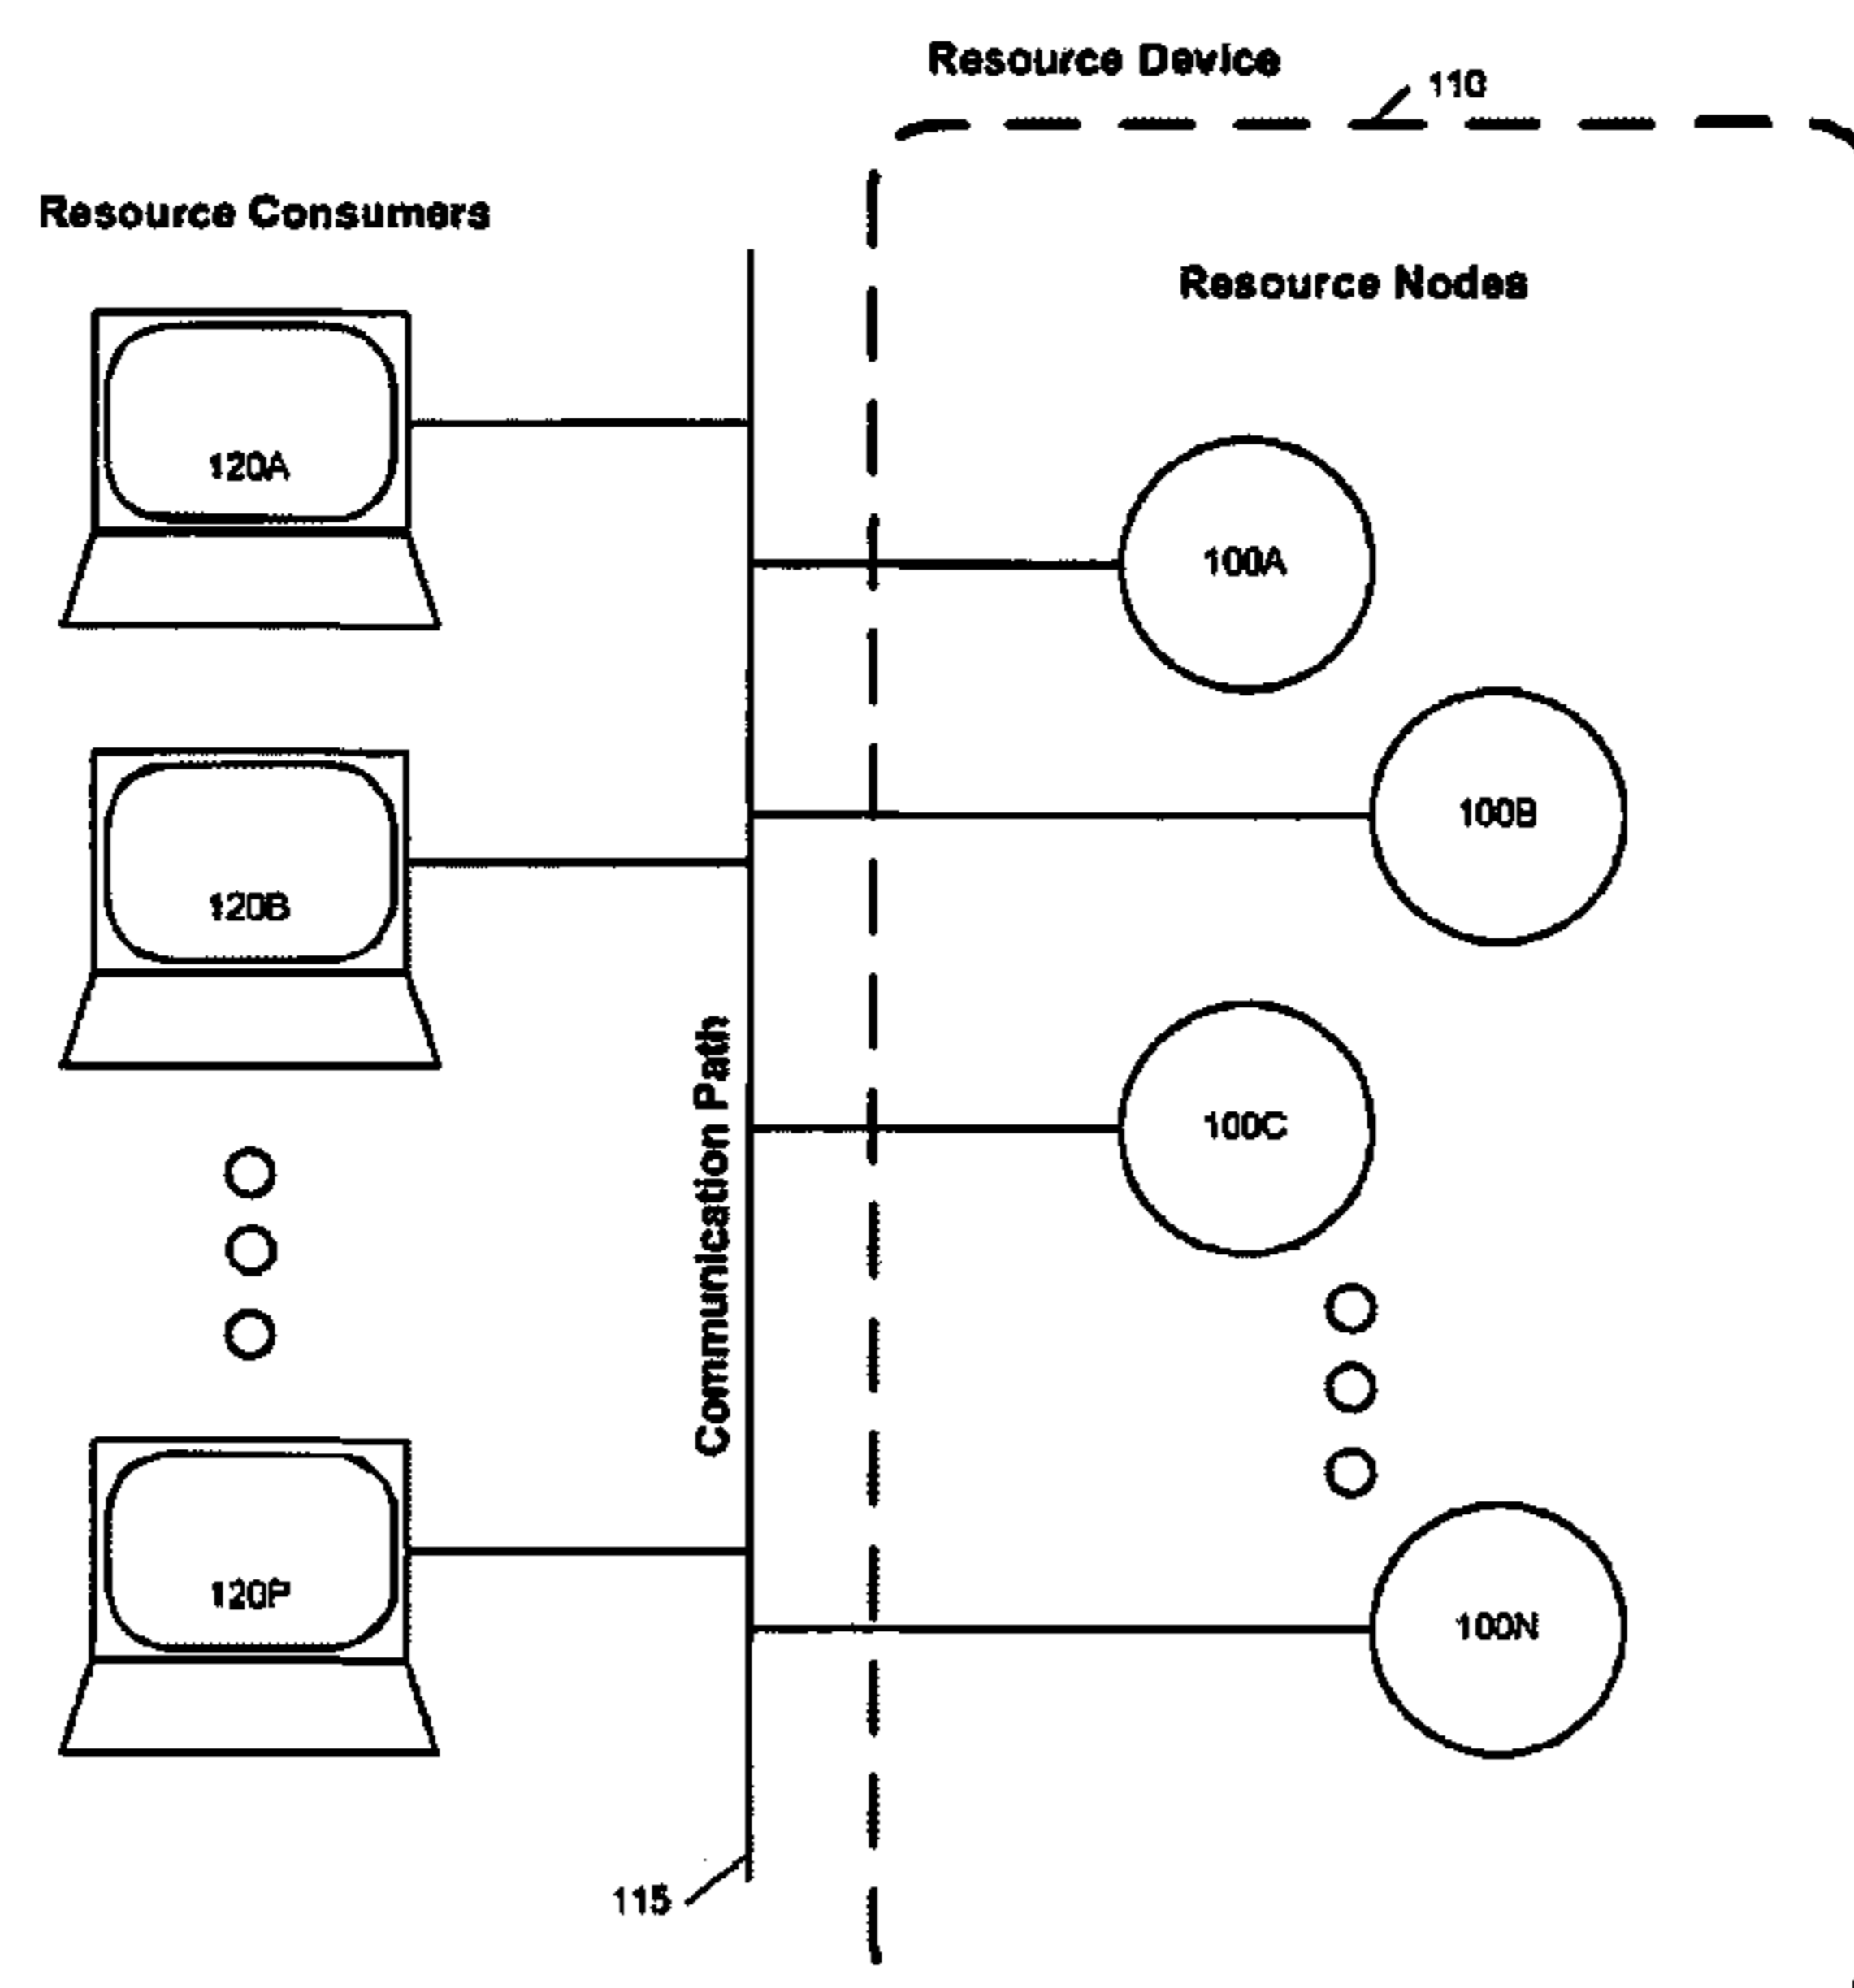 Resource Device
110
Resource Consumers
Resource Nodes
120A
100A
100B
120B
100C
Communication Path
120P
100N
115